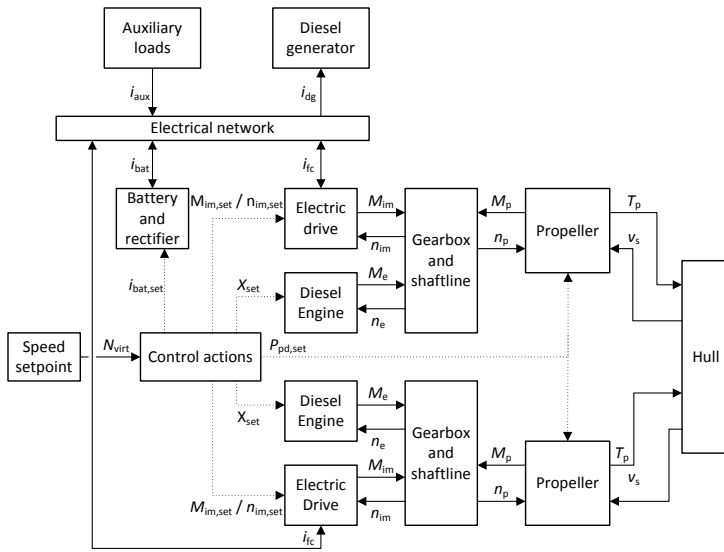 Auxiliary
loads
Diesel
generator
i_aux
i_dg
Electrical network
i_bat
i_fc
M_im,set / n_im,set
Battery
and
rectifier
Electric
drive
M_im
n_im
Gearbox
and
shaftline
M_p
n_p
Propeller
T_p
v_s
i_bat,set
X_set
Diesel
Engine
M_e
n_e
Speed
setpoint
N_virt
Control actions
P_pd,set
Hull
X_set
Diesel
Engine
M_e
n_e
Gearbox
and
shaftline
M_p
n_p
Propeller
T_p
v_s
M_im,set / n_im,set
Electric
Drive
M_im
n_im
i_fc